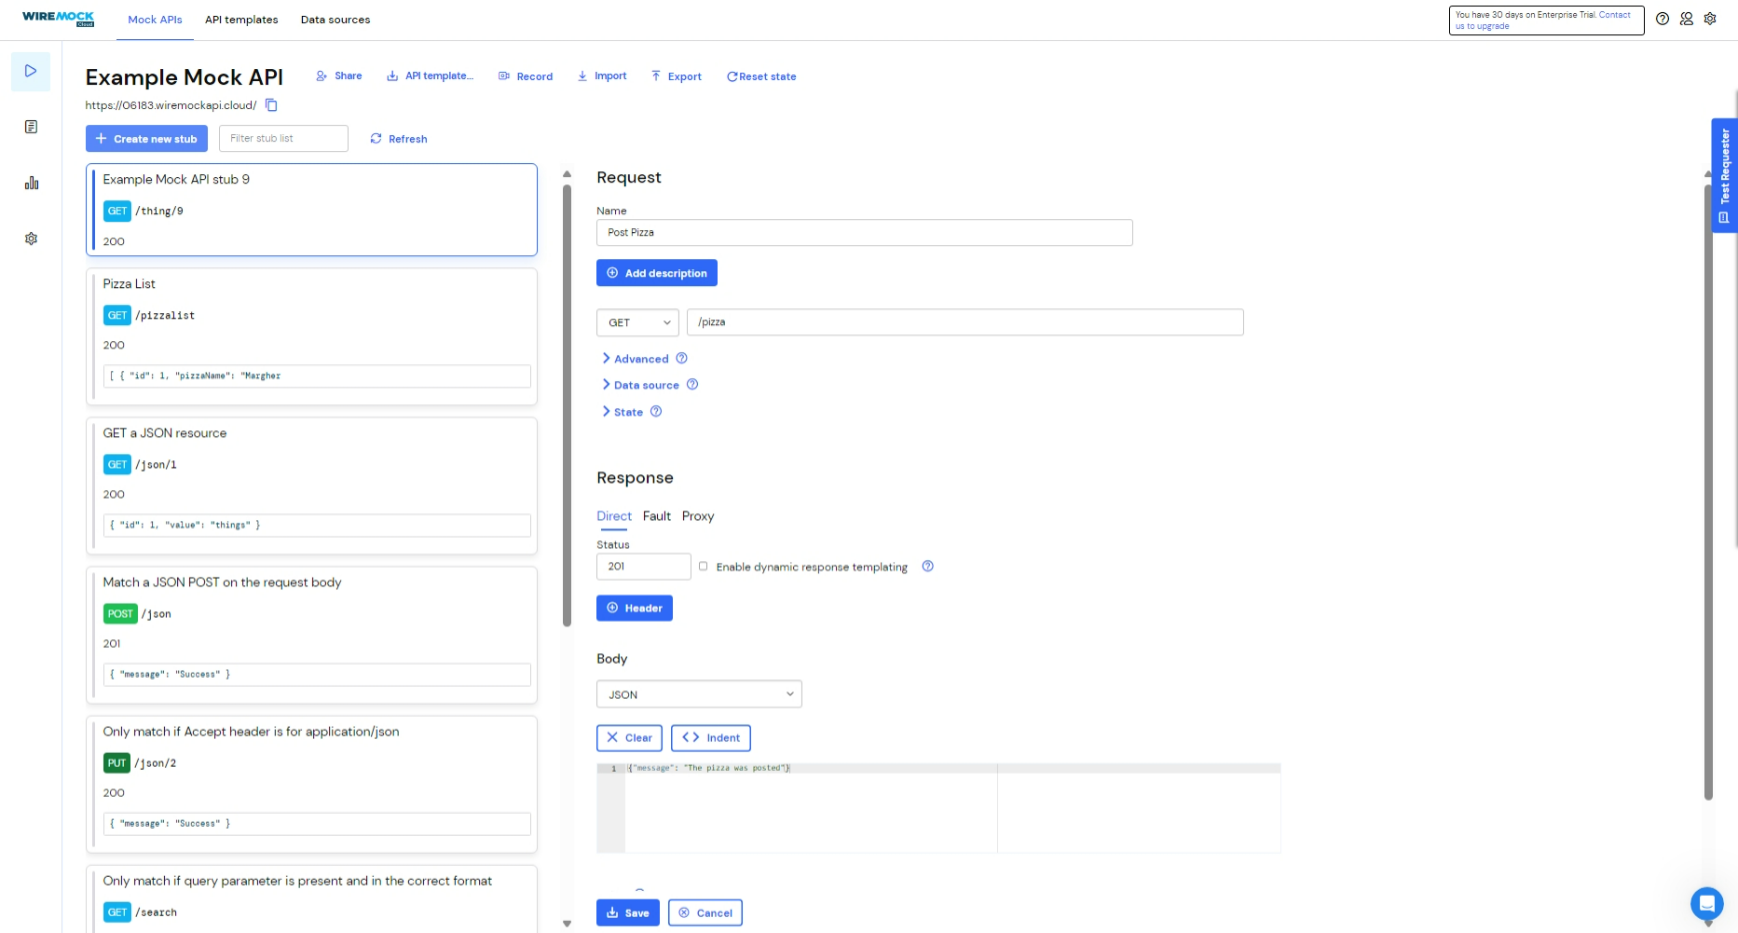 WIREMOCK
Cloud
Mock APIs
API templates
Data sources
You have 30 days on Enterprise Trial. Contact
us to upgrade
Example Mock API
Share
API template...
Record
Import
Export
Reset state
https://06183.wiremockapi.cloud/
Create new stub
Filter stub list
Refresh
Example Mock API stub 9
GET /thing/9
200
Pizza List
GET /pizzalist
200
[ { "id": 1, "pizzaName": "Margher
GET a JSON resource
GET /json/1
200
{ "id": 1, "value": "things" }
Match a JSON POST on the request body
POST /json
201
{ "message": "Success" }
Only match if Accept header is for application/json
PUT /json/2
200
{ "message": "Success" }
Only match if query parameter is present and in the correct format
GET /search
Request
Name
Post Pizza
Add description
GET
/pizza
Advanced
Data source
State
Response
Direct
Fault
Proxy
Status
201
Enable dynamic response templating
Header
Body
JSON
Clear
Indent
1 {"message": "The pizza was posted"}
Save
Cancel
Test Requester